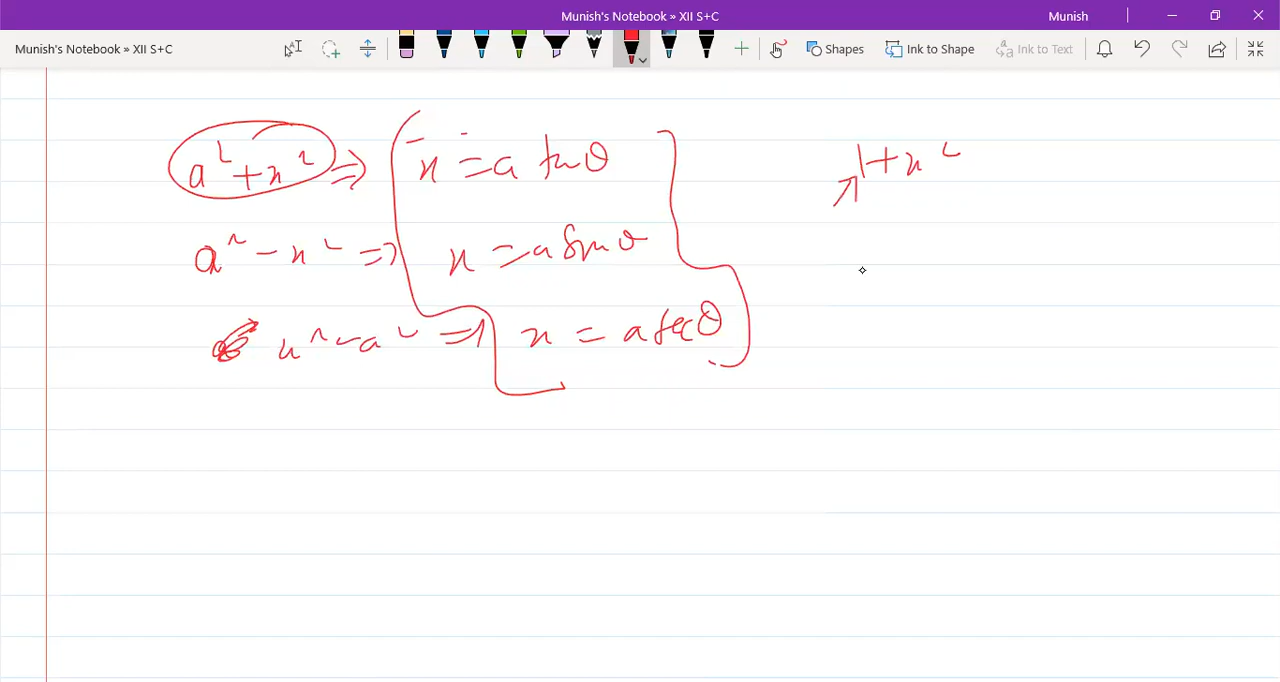 Munish's Notebook » XII S+C
Munish
Munish's Notebook » XII S+C
Shapes
Ink to Shape
Ink to Text
a² + x² ⇒ x = a tan θ
1 + x²
a² − x² ⇒ x = a sin θ
x² − a² ⇒ x = a sec θ